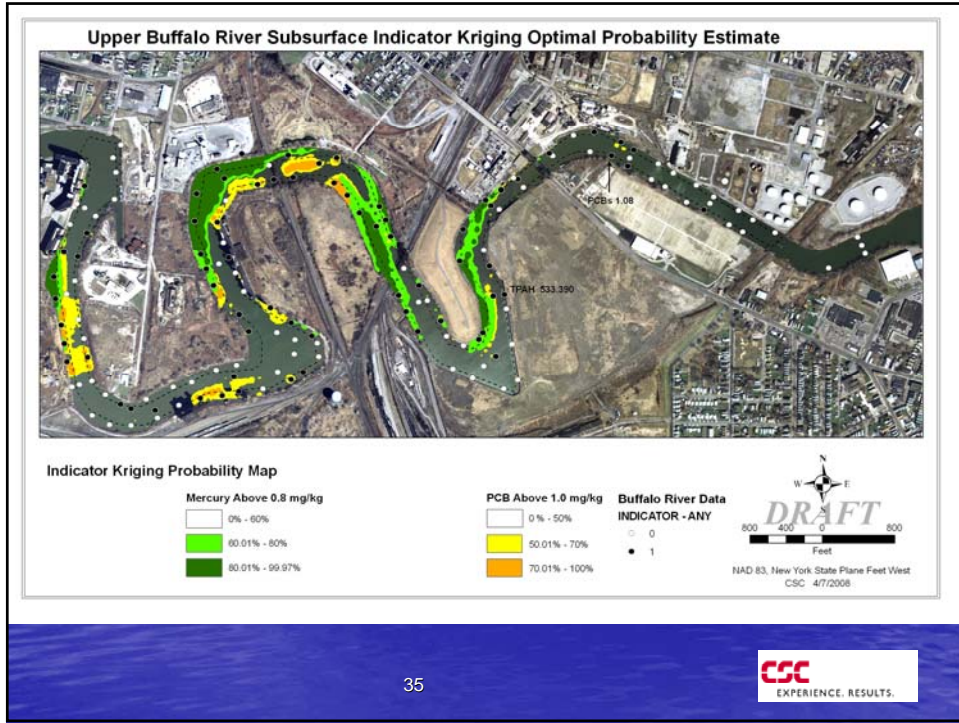 Upper Buffalo River Subsurface Indicator Kriging Optimal Probability Estimate
PCBs 1.08
TPAH 533.390
Indicator Kriging Probability Map
Mercury Above 0.8 mg/kg
0% - 60%
60.01% - 80%
80.01% - 99.97%
PCB Above 1.0 mg/kg
0% - 50%
50.01% - 70%
70.01% - 100%
Buffalo River Data
INDICATOR - ANY
0
1
N
W E
S
DRAFT
800 400 0 800
Feet
NAD 83, New York State Plane Feet West
CSC 4/7/2008
35
CSC
EXPERIENCE. RESULTS.